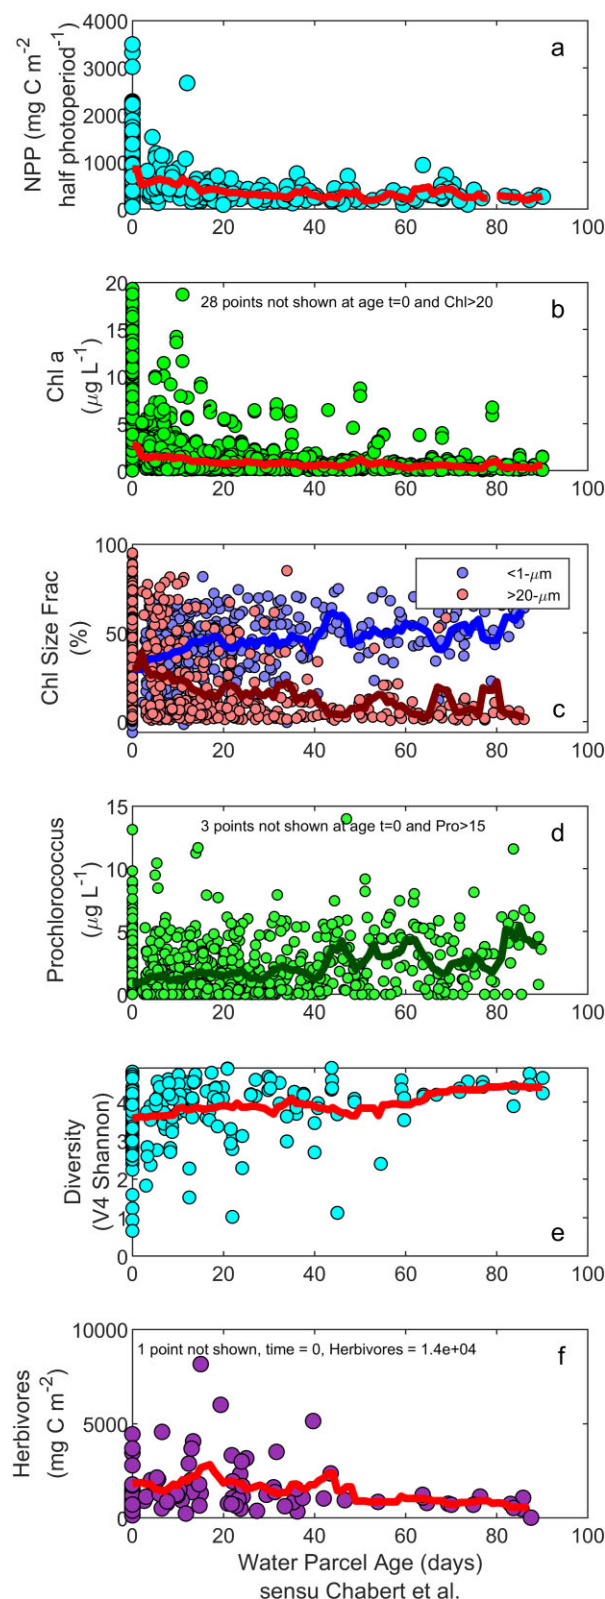 4000
a
3000
2000
1000
0
NPP (mg C m⁻²
half photoperiod⁻¹)
0 20 40 60 80 100
20
28 points not shown at age t=0 and Chl>20
b
15
10
5
0
Chl a
(µg L⁻¹)
0 20 40 60 80 100
100
<1-µm
>20-µm
50
0
c
Chl Size Frac
(%)
0 20 40 60 80 100
15
3 points not shown at age t=0 and Pro>15
d
10
5
0
Prochlorococcus
(µg L⁻¹)
0 20 40 60 80 100
4
3
2
1
0
e
Diversity
(V4 Shannon)
0 20 40 60 80 100
10000
1 point not shown, time = 0, Herbivores = 1.4e+04
f
5000
0
Herbivores
(mg C m⁻²)
0 20 40 60 80 100
Water Parcel Age (days)
sensu Chabert et al.